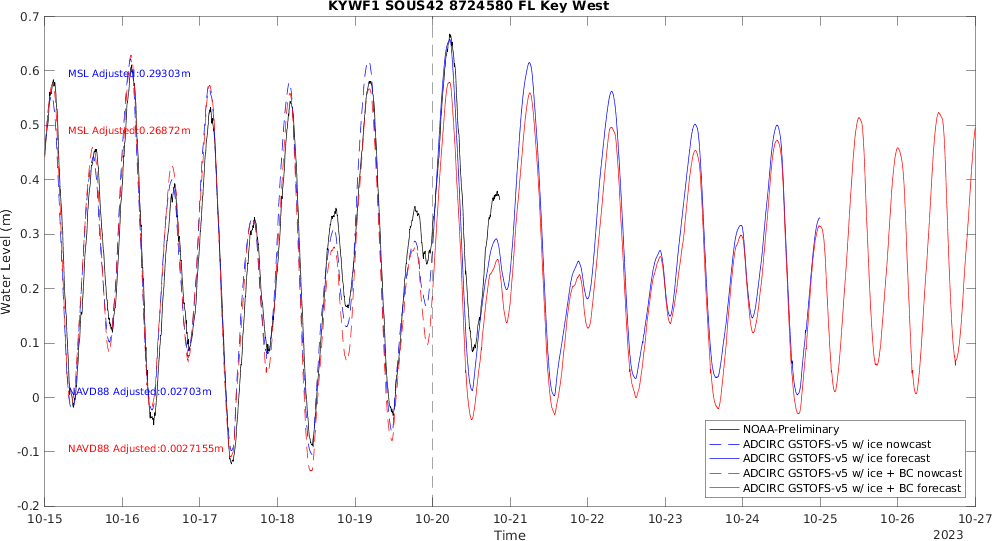 KYWF1 SOUS42 8724580 FL Key West
0.7
0.6
0.5
0.4
0.3
0.2
0.1
0
-0.1
-0.2
Water Level (m)
MSL Adjusted:0.29303m
MSL Adjusted:0.26872m
NAVD88 Adjusted:0.02703m
NAVD88 Adjusted:0.0027155m
NOAA-Preliminary
ADCIRC GSTOFS-v5 w/ ice nowcast
ADCIRC GSTOFS-v5 w/ ice forecast
ADCIRC GSTOFS-v5 w/ ice + BC nowcast
ADCIRC GSTOFS-v5 w/ ice + BC forecast
10-15 10-16 10-17 10-18 10-19 10-20 10-21 10-22 10-23 10-24 10-25 10-26 10-27
Time
2023